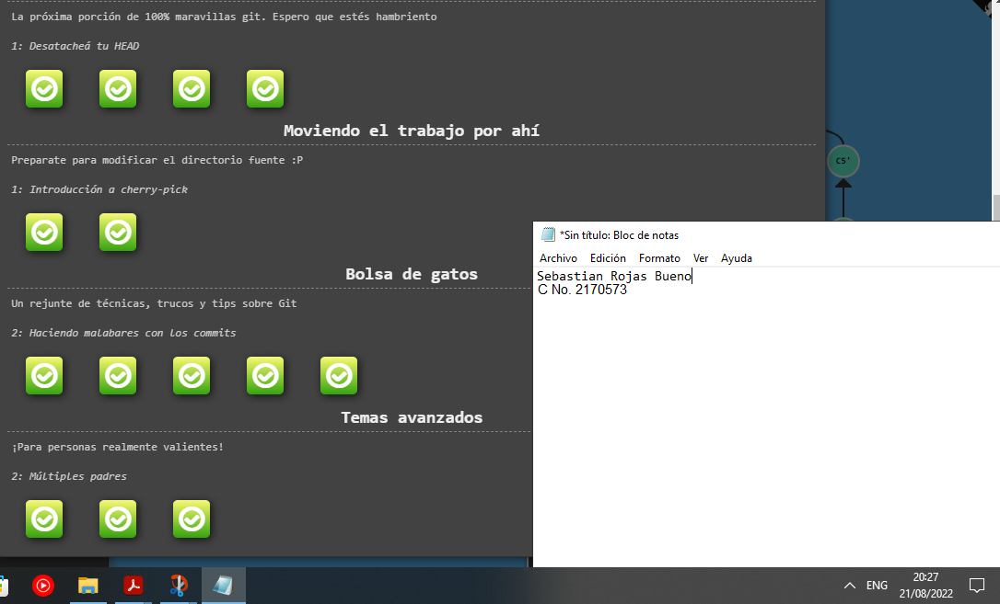 La próxima porción de 100% maravillas git. Espero que estés hambriento
1: Desatacheá tu HEAD
Moviendo el trabajo por ahí
Preparate para modificar el directorio fuente :P
1: Introducción a cherry-pick
Bolsa de gatos
Un rejunte de técnicas, trucos y tips sobre Git
2: Haciendo malabares con los commits
Temas avanzados
¡Para personas realmente valientes!
2: Múltiples padres
C5'
*Sin título: Bloc de notas
Archivo Edición Formato Ver Ayuda
Sebastian Rojas Bueno
C No. 2170573
ENG
20:27
21/08/2022